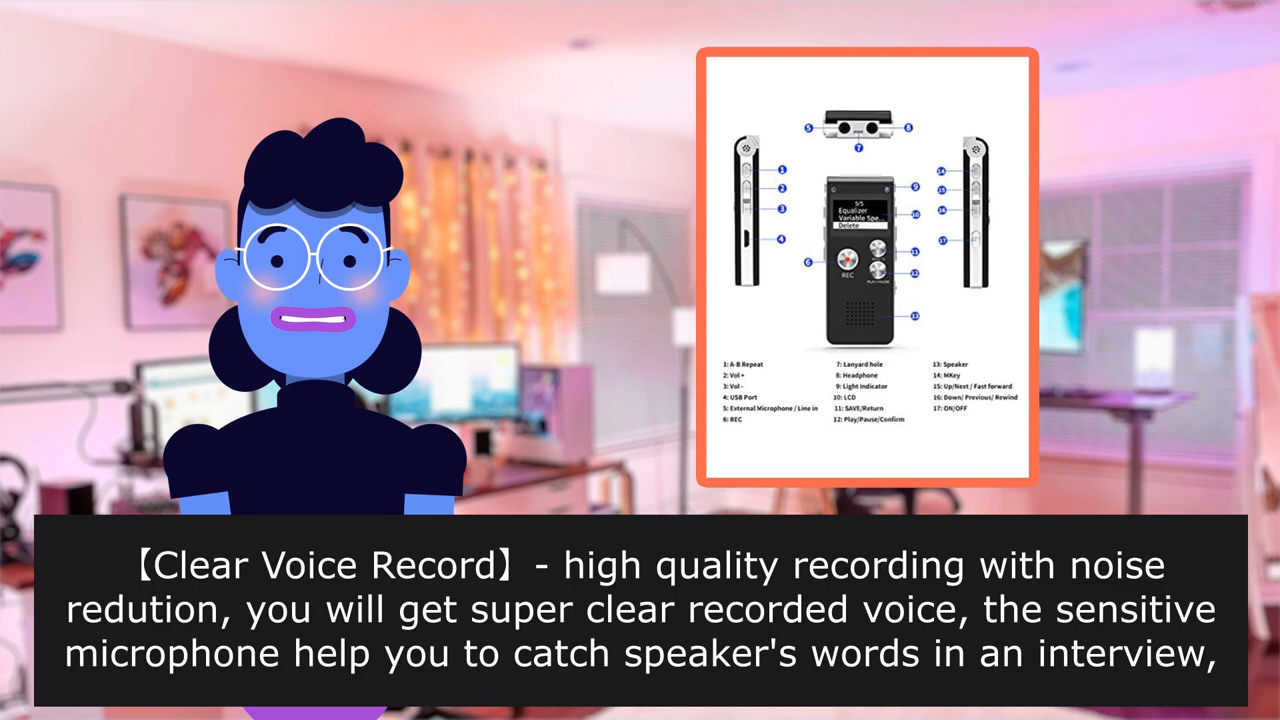 5
8
7
1
2
3
4
14
15
16
17
9
10
11
12
6
13
5/5
Equalizer
Variable Spe...
Delete
REC
PLAY/PAUSE
1: A-B Repeat
2: Vol +
3: Vol -
4: USB Port
5: External Microphone / Line in
6: REC
7: Lanyard hole
8: Headphone
9: Light Indicator
10: LCD
11: SAVE/Return
12: Play/Pause/Confirm
13: Speaker
14: MKey
15: Up/Next / Fast forward
16: Down/ Previous/ Rewind
17: ON/OFF
【Clear Voice Record】 - high quality recording with noise
redution, you will get super clear recorded voice, the sensitive
microphone help you to catch speaker's words in an interview,